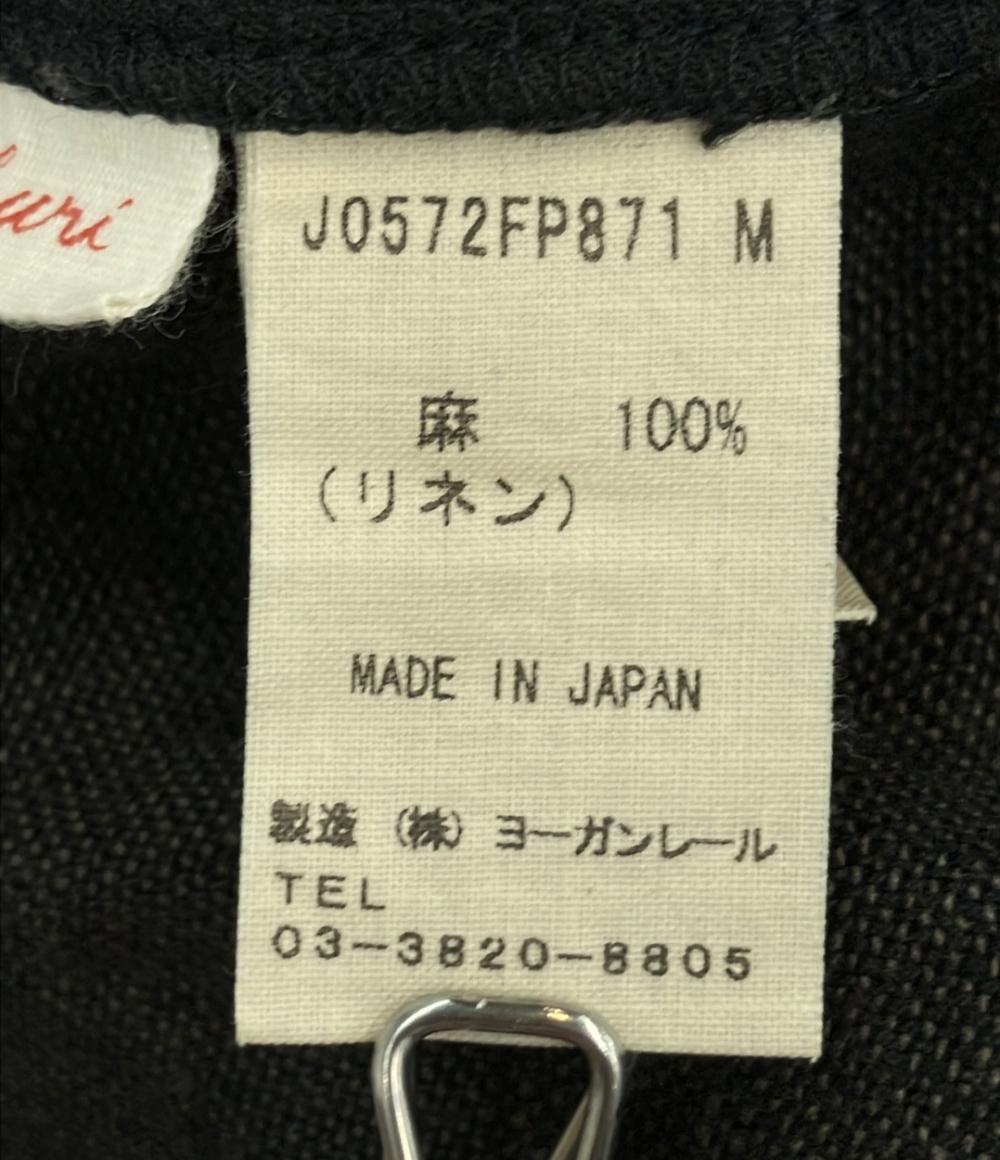 J0572FP871 M
麻 100%
(リネン)
MADE IN JAPAN
製造 (株) ヨーガンレール
TEL
03-3820-8805